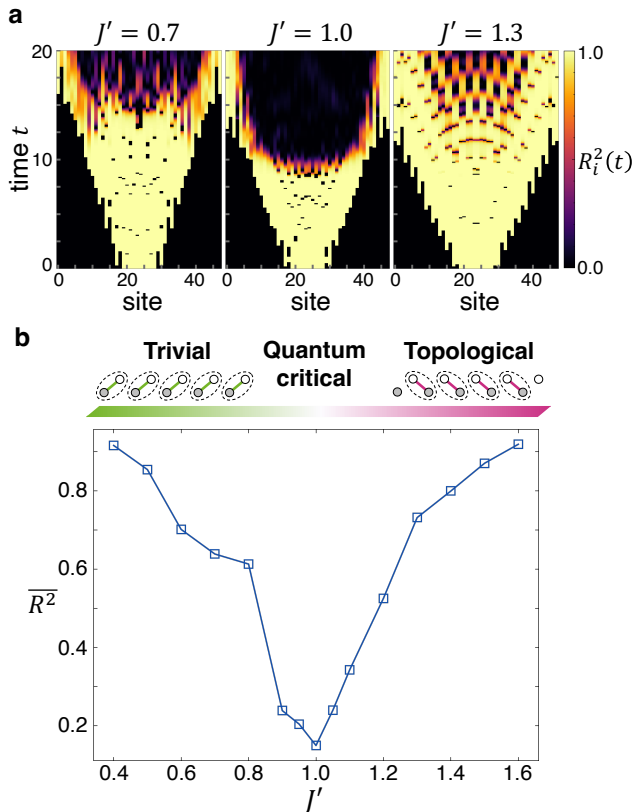 a
J′ = 0.7 J′ = 1.0 J′ = 1.3
20
10
0
time t
0 20 40 0 20 40 0 20 40
site site site
1.0
R_i^2(t)
0.0
b
Trivial Quantum critical Topological
0.8
0.6
0.4
0.2
\overline{R^2}
0.4 0.6 0.8 1.0 1.2 1.4 1.6
J′